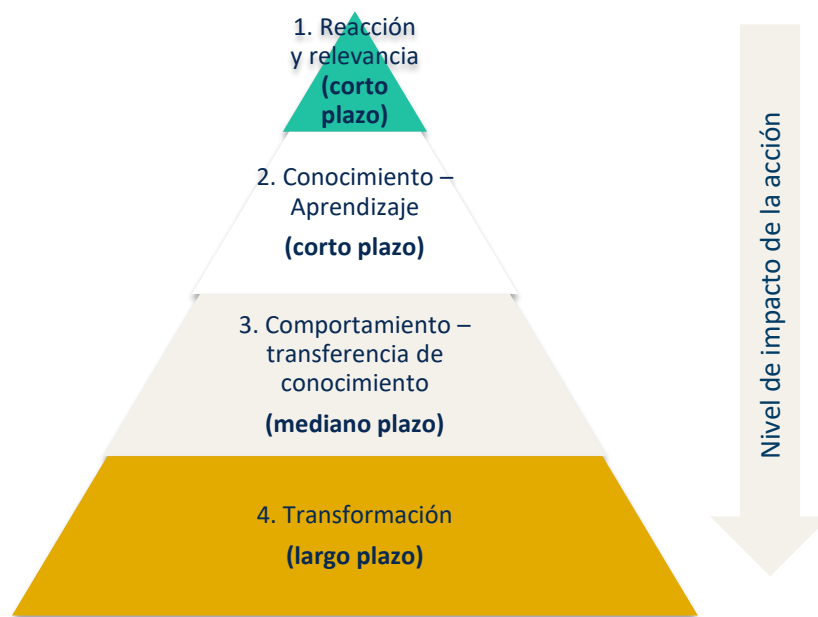 1. Reacción
y relevancia
(corto
plazo)
2. Conocimiento –
Aprendizaje
(corto plazo)
3. Comportamiento –
transferencia de
conocimiento
(mediano plazo)
4. Transformación
(largo plazo)
Nivel de impacto de la acción